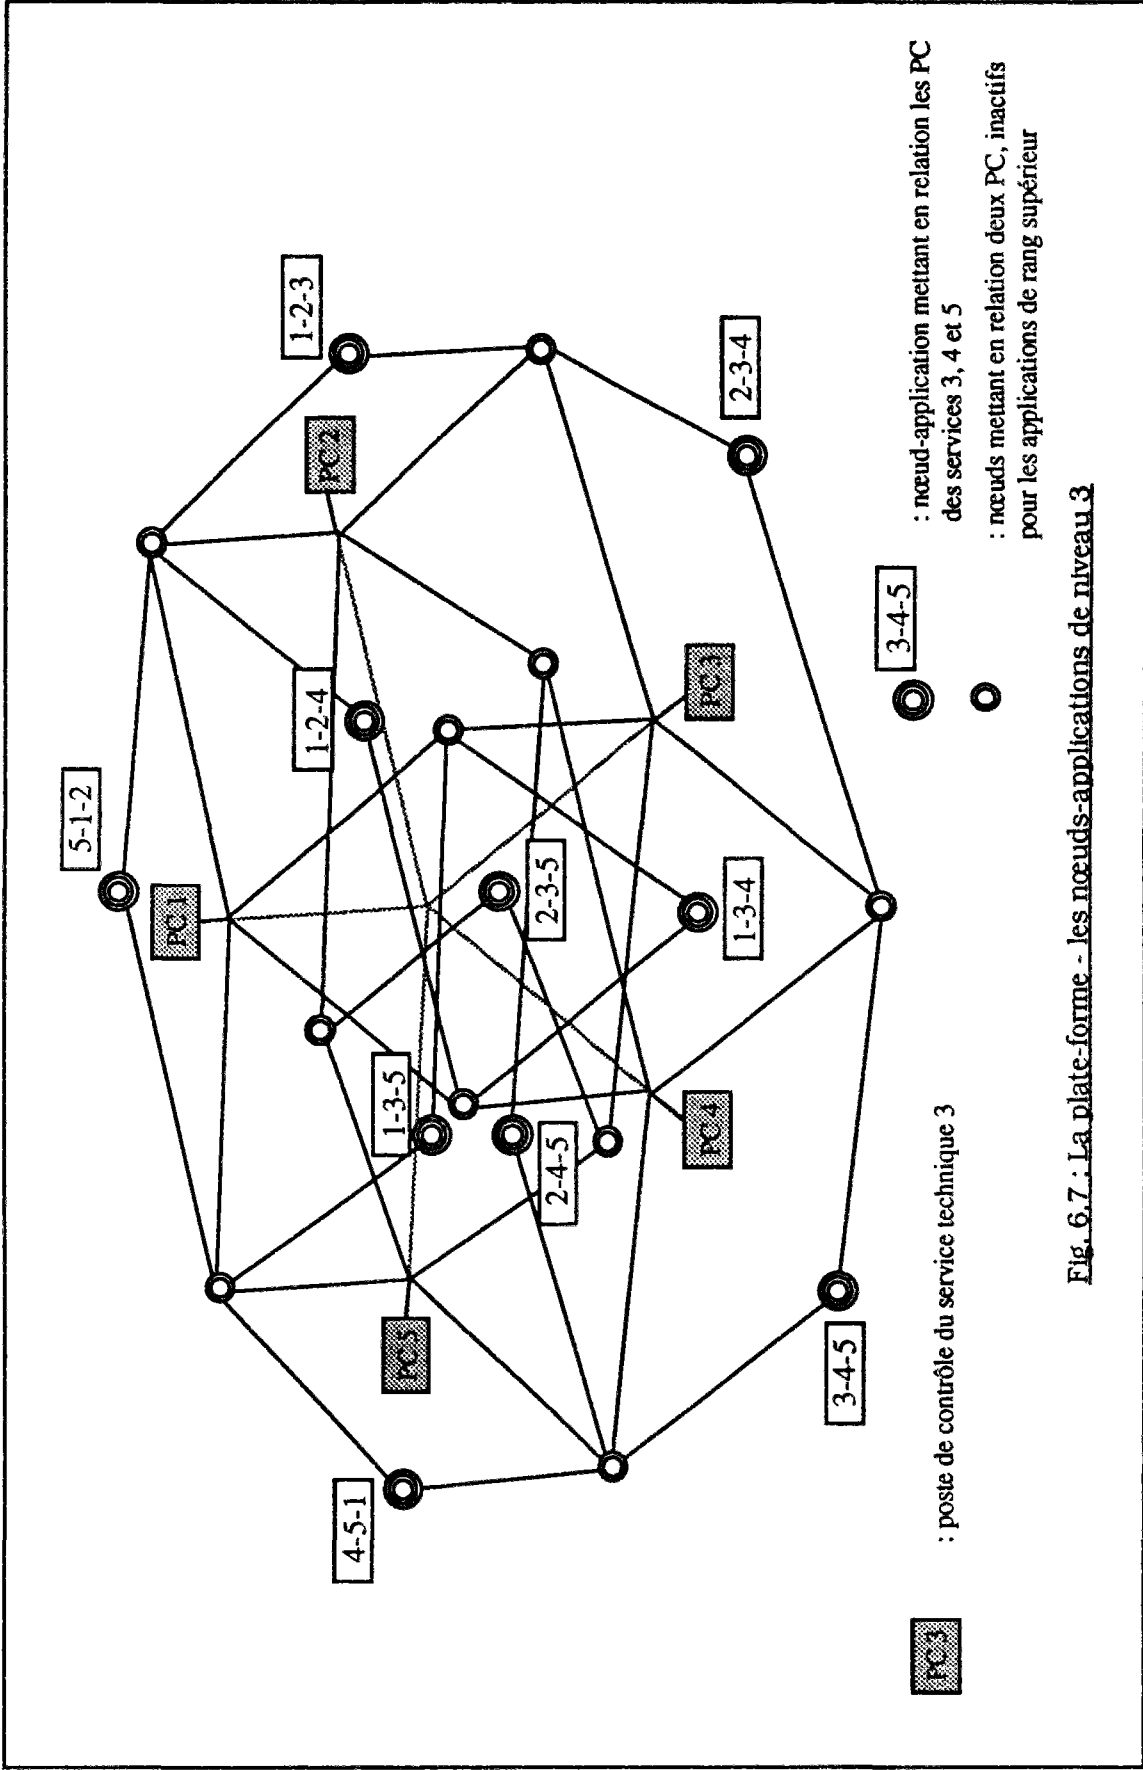 5-1-2
1-2-3
PC 1
PC 2
1-2-4
4-5-1
PC 5
1-3-5
2-3-5
2-4-5
1-3-4
PC 4
PC 3
2-3-4
3-4-5
PC 3
: poste de contrôle du service technique 3
3-4-5
: nœud-application mettant en relation les PC
des services 3, 4 et 5
: nœuds mettant en relation deux PC, inactifs
pour les applications de rang supérieur
Fig. 6.7 : La plate-forme - les nœuds-applications de niveau 3